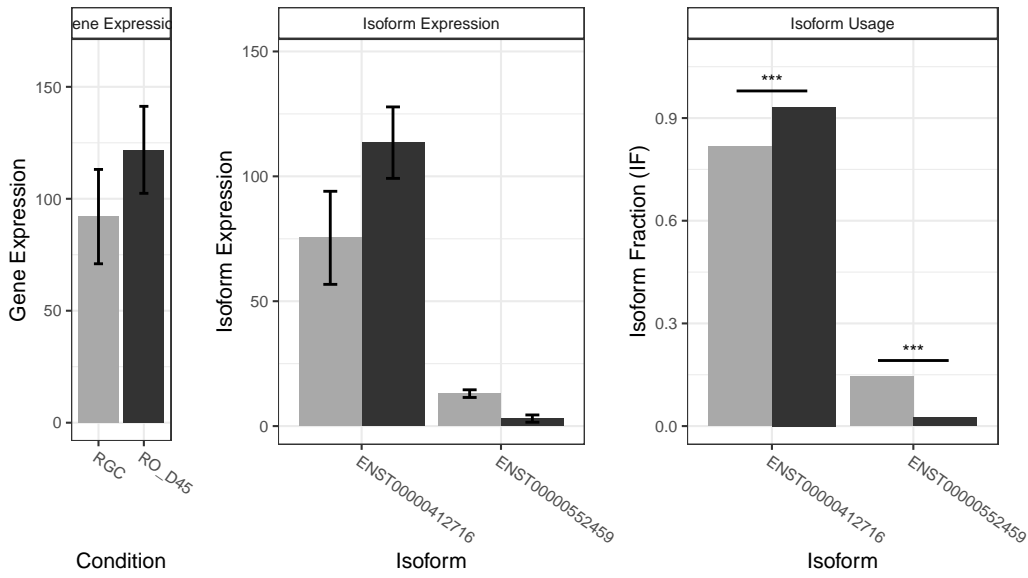 ene Expressio
Gene Expression
150
100
50
0
RGC
RO_D45
Condition
Isoform Expression
Isoform Expression
150
100
50
0
ENST00000412716
ENST00000552459
Isoform
Isoform Usage
Isoform Fraction (IF)
0.9
0.6
0.3
0.0
***
***
ENST00000412716
ENST00000552459
Isoform